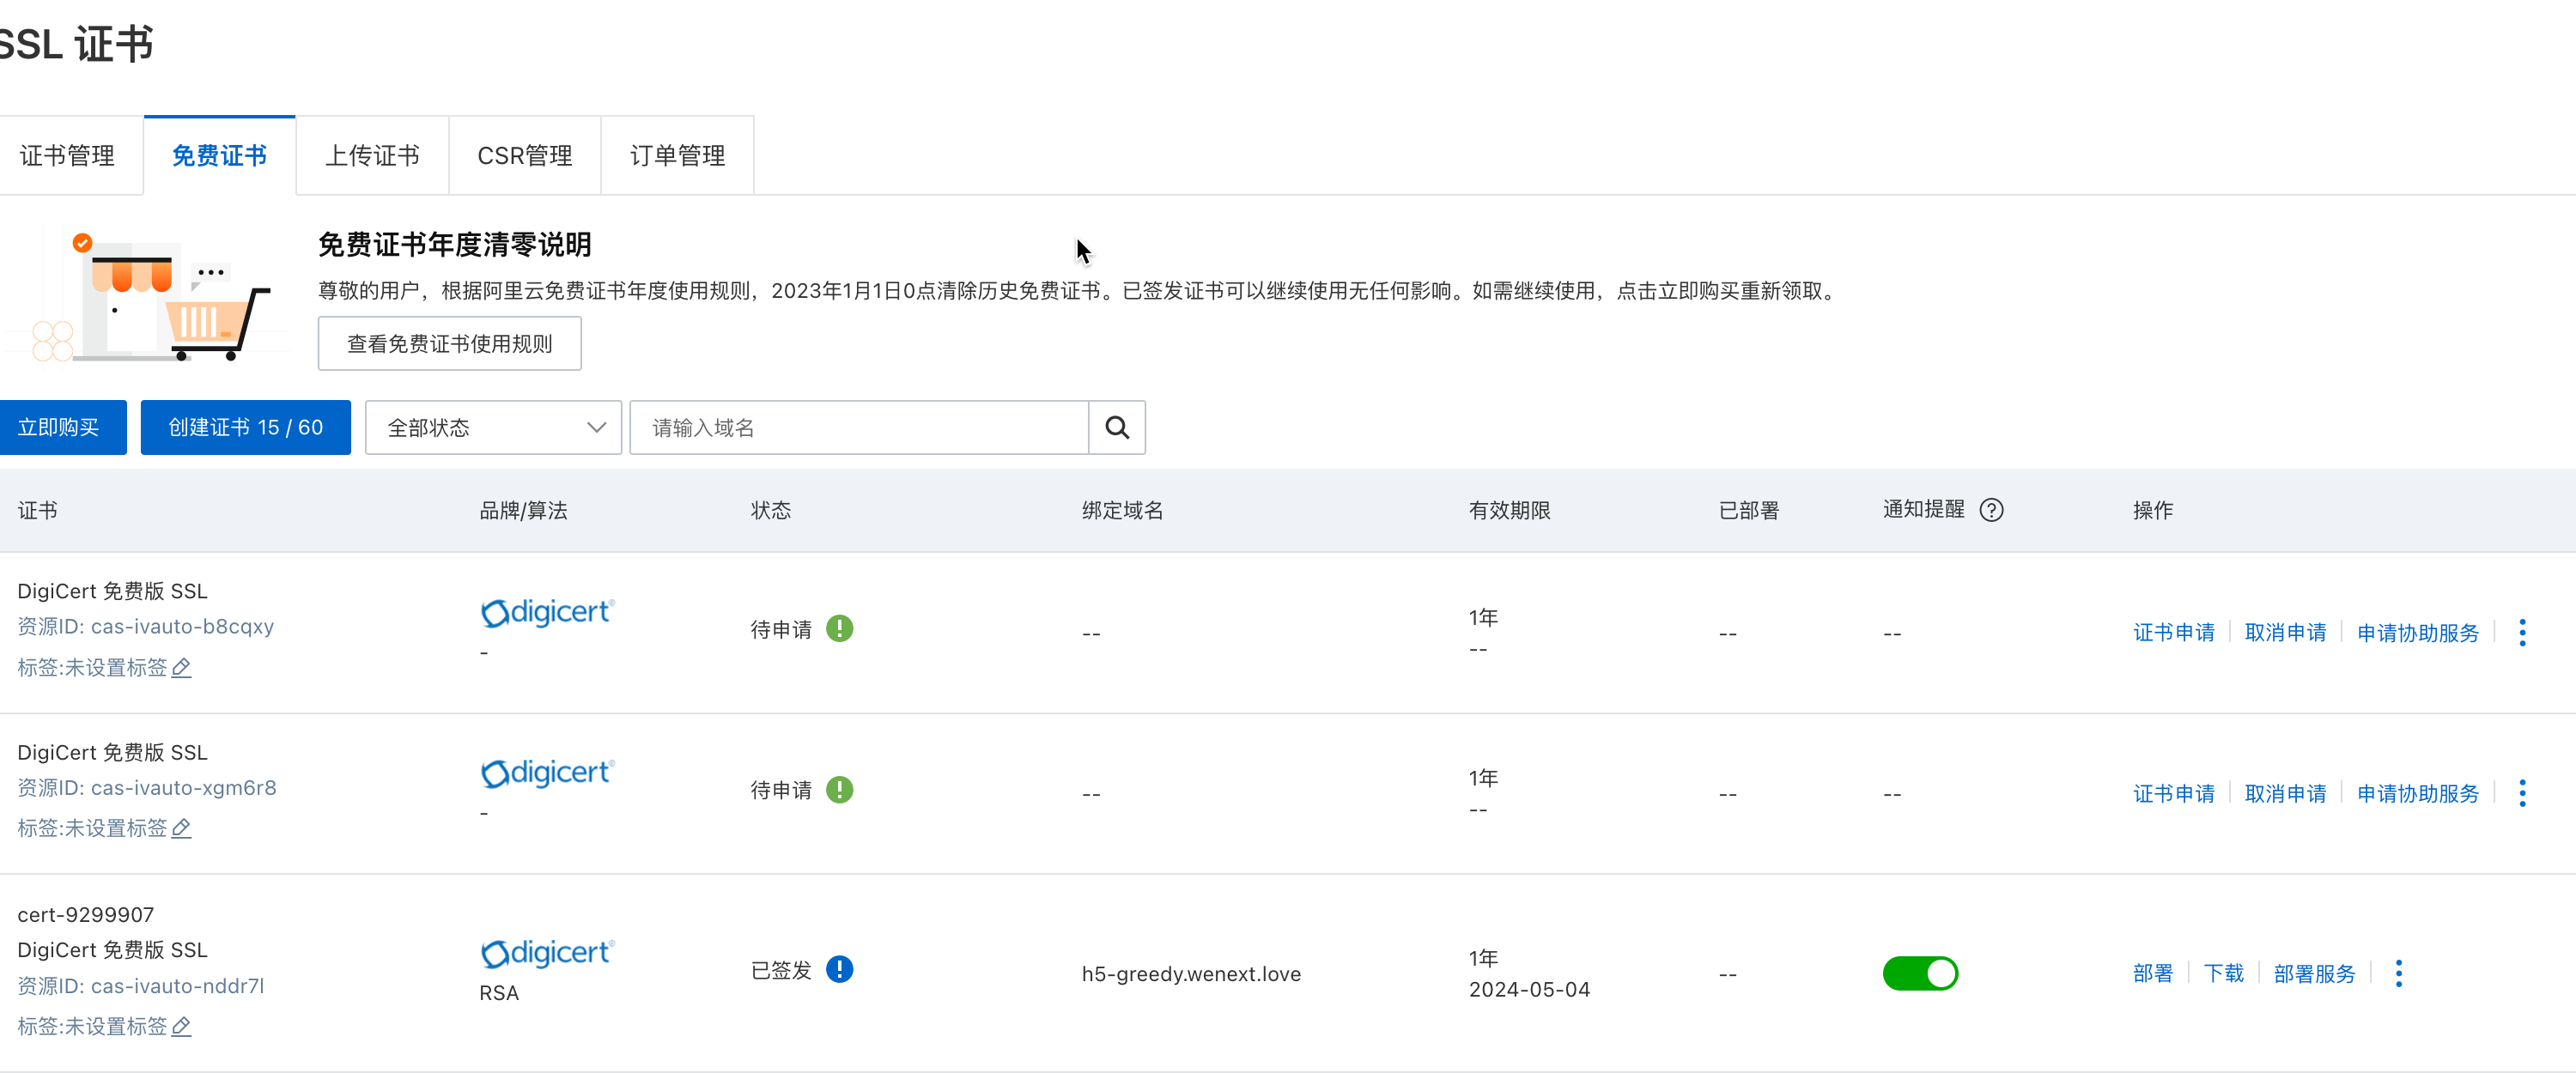 SSL 证书
证书管理 免费证书 上传证书 CSR管理 订单管理
免费证书年度清零说明
尊敬的用户，根据阿里云免费证书年度使用规则，2023年1月1日0点清除历史免费证书。已签发证书可以继续使用无任何影响。如需继续使用，点击立即购买重新领取。
查看免费证书使用规则
立即购买 创建证书 15 / 60 全部状态 请输入域名
证书 品牌/算法 状态 绑定域名 有效期限 已部署 通知提醒 ? 操作
DigiCert 免费版 SSL
资源ID: cas-ivauto-b8cqxy
标签:未设置标签
digicert®
-
待申请 !
--
1年
--
--
--
证书申请 取消申请 申请协助服务
DigiCert 免费版 SSL
资源ID: cas-ivauto-xgm6r8
标签:未设置标签
digicert®
-
待申请 !
--
1年
--
--
--
证书申请 取消申请 申请协助服务
cert-9299907
DigiCert 免费版 SSL
资源ID: cas-ivauto-nddr7l
标签:未设置标签
digicert®
RSA
已签发 !
h5-greedy.wenext.love
1年
2024-05-04
--
部署 下载 部署服务